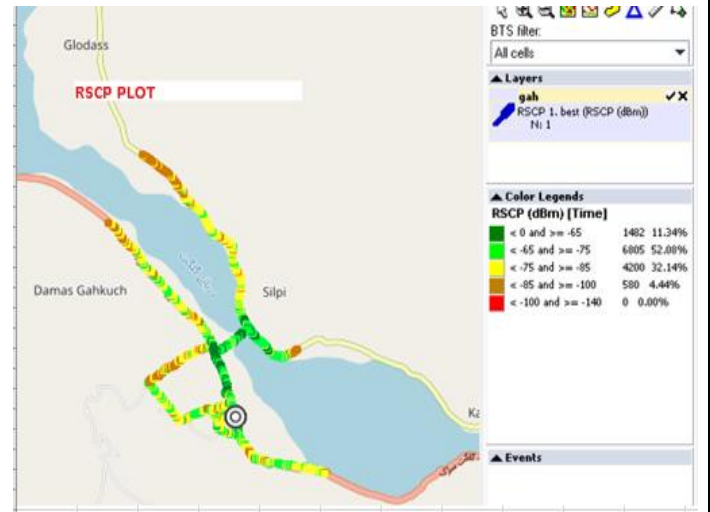 BTS filter:
All cells
Layers
gah
RSCP 1. best (RSCP (dBm))
N: 1
Color Legends
RSCP (dBm) [Time]
< 0 and >= -65 1482 11.34%
< -65 and >= -75 6805 52.08%
< -75 and >= -85 4200 32.14%
< -85 and >= -100 580 4.44%
< -100 and >= -140 0 0.00%
Events
Glodass
RSCP PLOT
Damas Gahkuch
Silpi